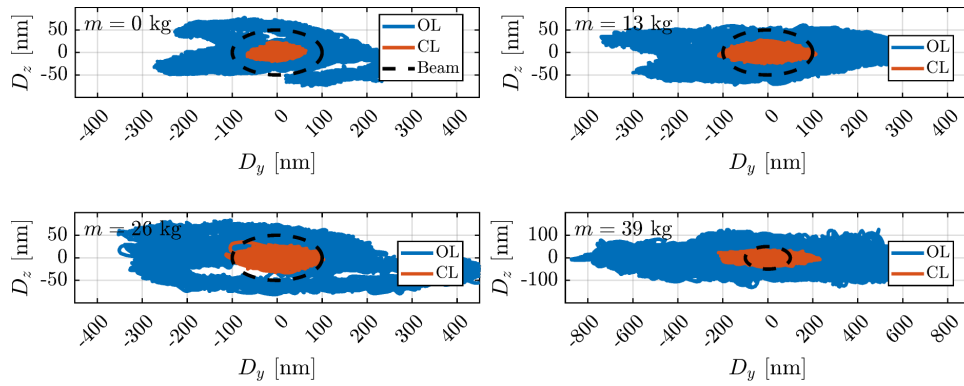 m = 0 kg
D_z [nm]
50
0
-50
OL
CL
Beam
-400
-300
-200
-100
0
100
200
300
400
D_y [nm]
m = 13 kg
D_z [nm]
50
0
-50
OL
CL
-400
-300
-200
-100
0
100
200
300
400
D_y [nm]
m = 26 kg
D_z [nm]
50
0
-50
OL
CL
-400
-300
-200
-100
0
100
200
300
400
D_y [nm]
m = 39 kg
D_z [nm]
100
0
-100
OL
CL
-800
-600
-400
-200
0
200
400
600
800
D_y [nm]